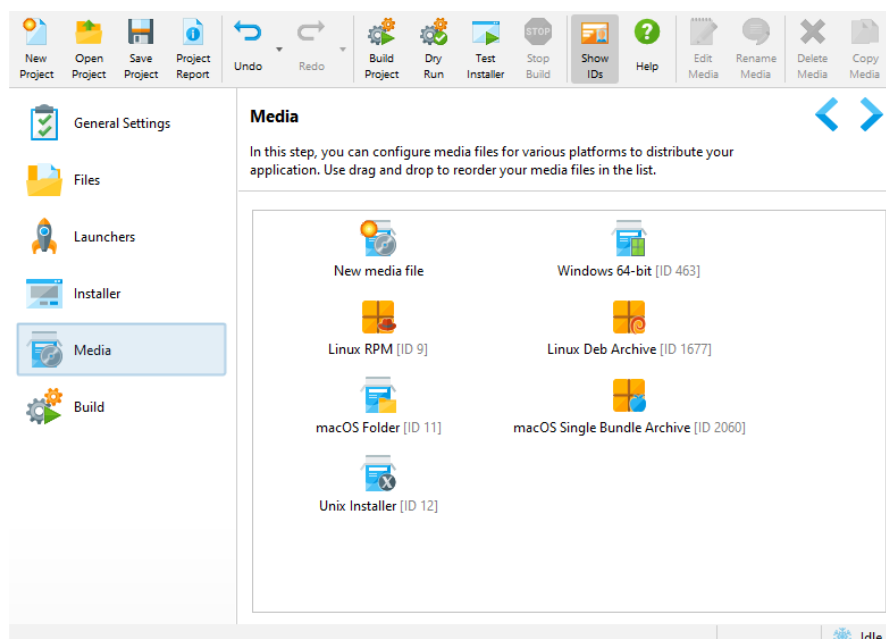 New Project
Open Project
Save Project
Project Report
Undo
Redo
Build Project
Dry Run
Test Installer
STOP
Stop Build
Show IDs
Help
Edit Media
Rename Media
Delete Media
Copy Media
General Settings
Files
Launchers
Installer
Media
Build
Media
In this step, you can configure media files for various platforms to distribute your
application. Use drag and drop to reorder your media files in the list.
New media file
Windows 64-bit [ID 463]
Linux RPM [ID 9]
Linux Deb Archive [ID 1677]
macOS Folder [ID 11]
macOS Single Bundle Archive [ID 2060]
Unix Installer [ID 12]
Idle